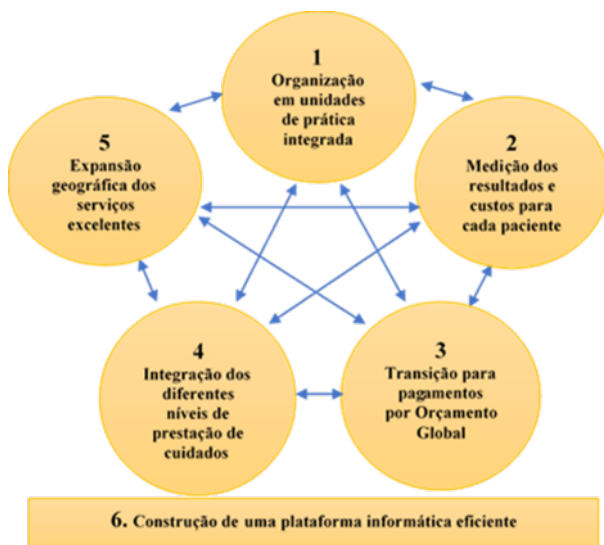 1
Organização
em unidades
de prática
integrada
2
Medição dos
resultados e
custos para
cada paciente
3
Transição para
pagamentos
por Orçamento
Global
4
Integração dos
diferentes
níveis de
prestação de
cuidados
5
Expansão
geográfica dos
serviços
excelentes
6. Construção de uma plataforma informática eficiente